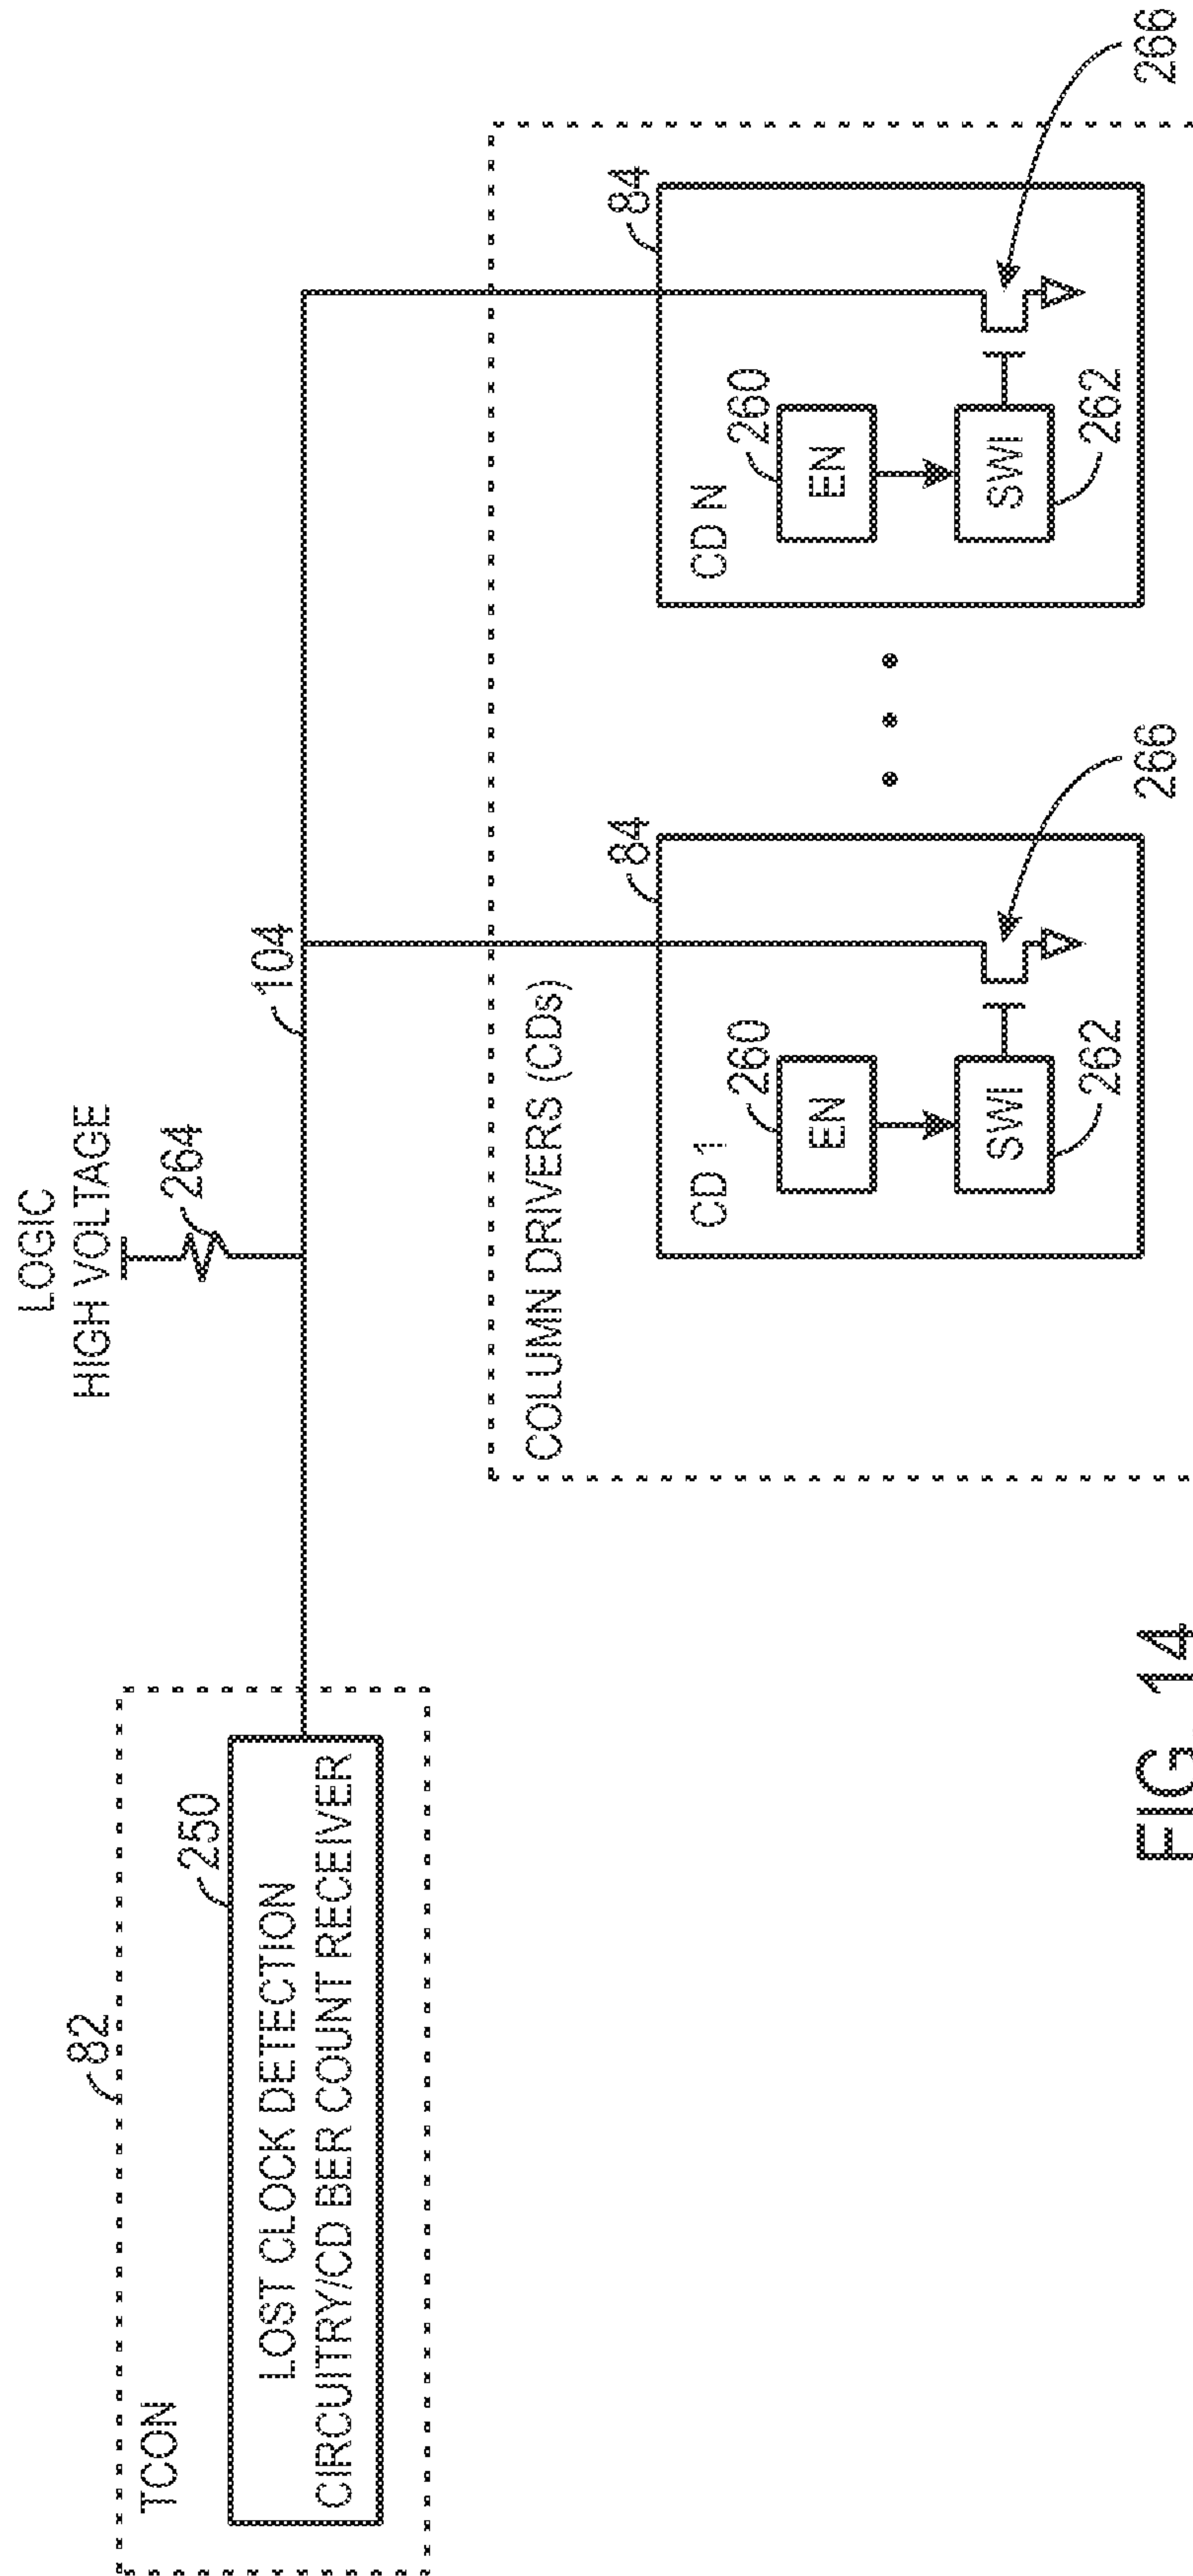 LOGIC
HIGH VOLTAGE
264
104
TCON
82
250
LOST CLOCK DETECTION
CIRCUITRY/CD BER COUNT RECEIVER
COLUMN DRIVERS (CDs)
84
CD 1
260
EN
SWI
262
266
84
CD N
260
EN
SWI
262
266
FIG. 14